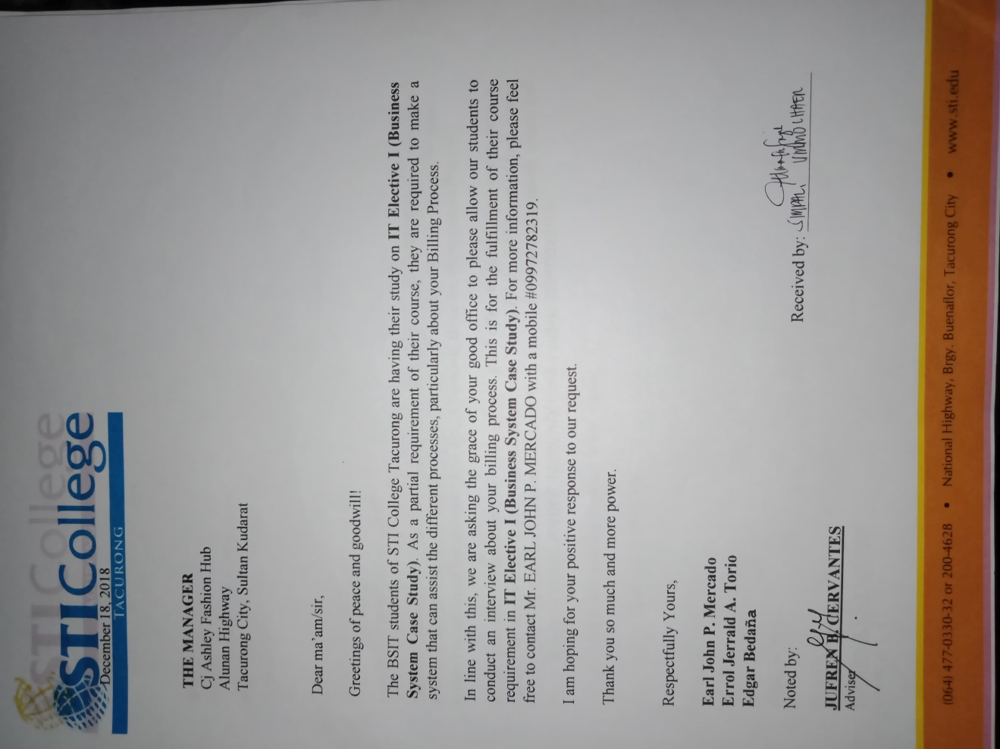 STI College
TACURONG
December 18, 2018
THE MANAGER
Cj Ashley Fashion Hub
Alunan Highway
Tacurong City, Sultan Kudarat
Dear ma'am/sir,
Greetings of peace and goodwill!
The BSIT students of STI College Tacurong are having their study on IT Elective I (Business
System Case Study). As a partial requirement of their course, they are required to make a
system that can assist the different processes, particularly about your Billing Process.
In line with this, we are asking the grace of your good office to please allow our students to
conduct an interview about your billing process. This is for the fulfillment of their course
requirement in IT Elective I (Business System Case Study). For more information, please feel
free to contact Mr. EARL JOHN P. MERCADO with a mobile #09972782319.
I am hoping for your positive response to our request.
Thank you so much and more power.
Respectfully Yours,
Earl John P. Mercado
Errol Jerrald A. Torio
Edgar Bedaña
Noted by:
JUFREN B. CERVANTES
Adviser
Received by:
(064) 477-0330-32 or 200-4628 • National Highway, Brgy. Buenaflor, Tacurong City • www.sti.edu